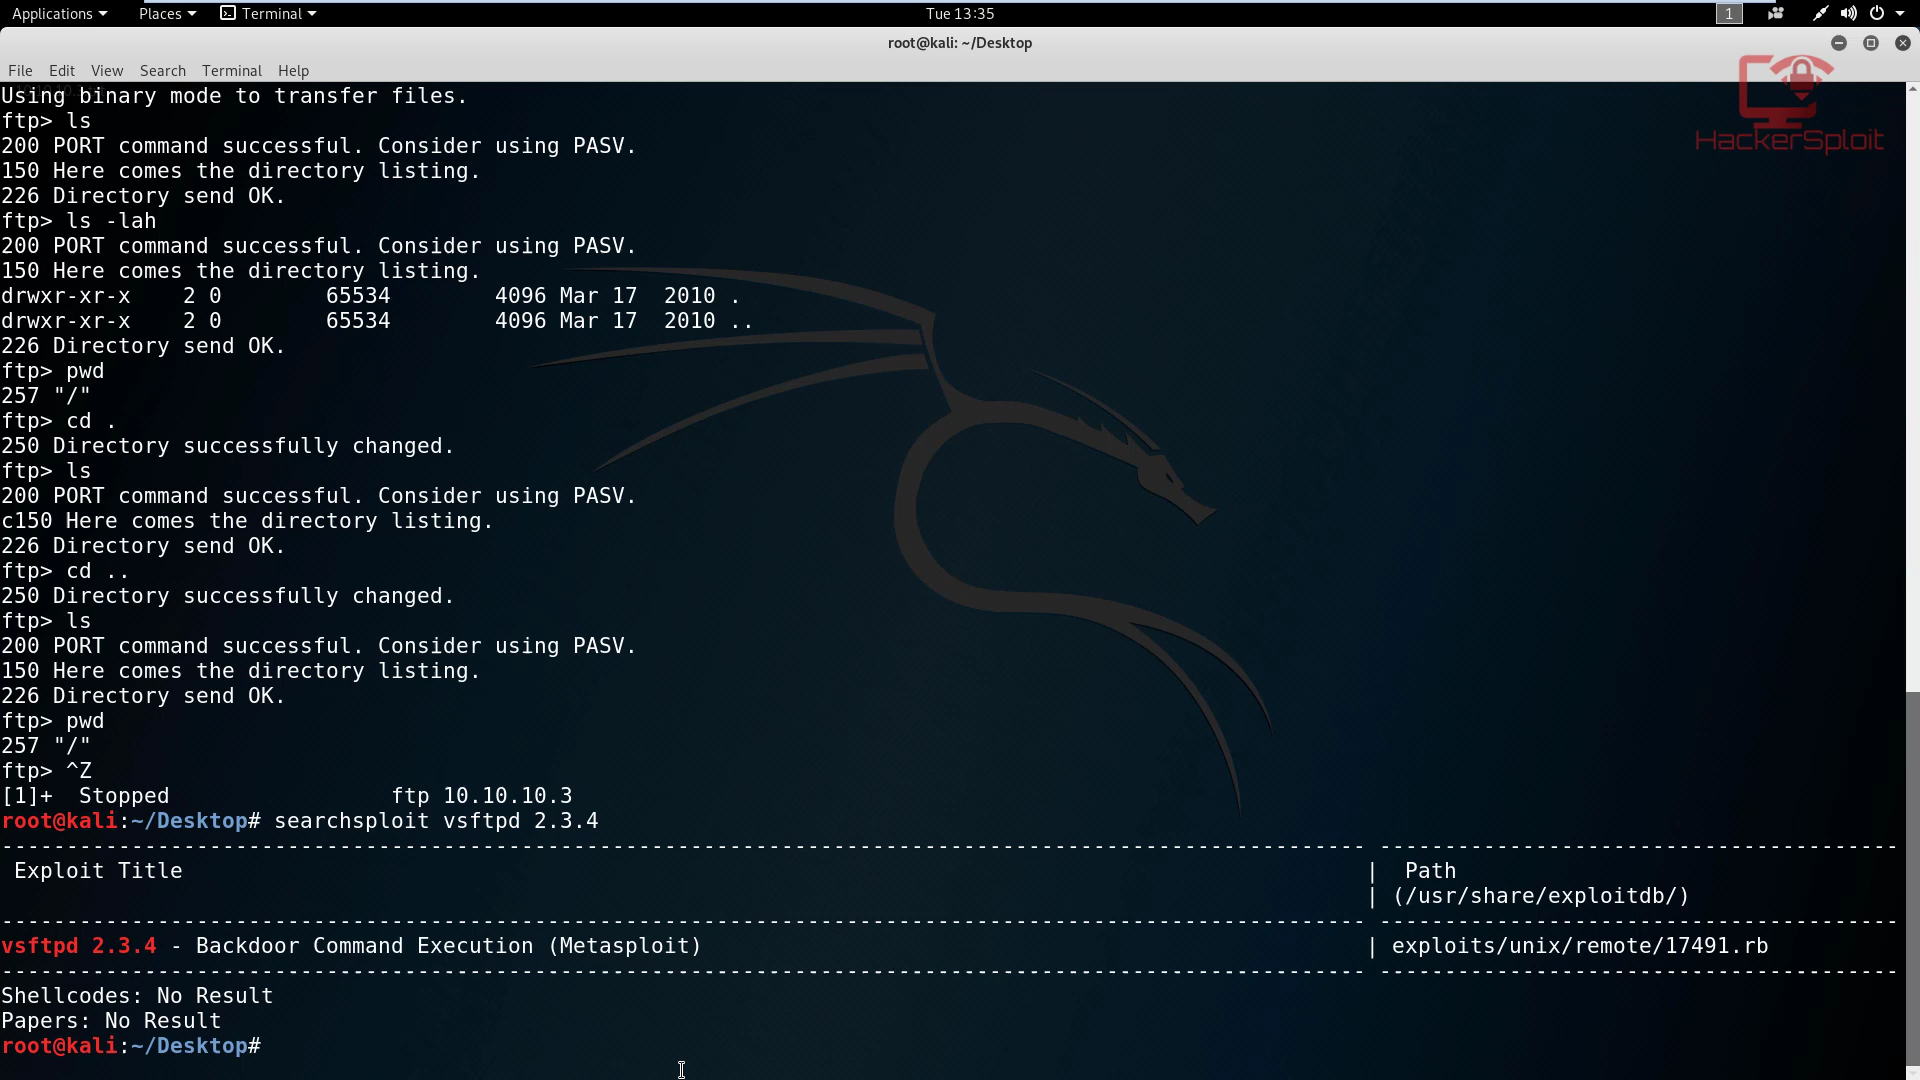 Applications Places Terminal Tue 13:35 1
root@kali: ~/Desktop
File Edit View Search Terminal Help
HackerSploit
Using binary mode to transfer files.
ftp> ls
200 PORT command successful. Consider using PASV.
150 Here comes the directory listing.
226 Directory send OK.
ftp> ls -lah
200 PORT command successful. Consider using PASV.
150 Here comes the directory listing.
drwxr-xr-x    2 0        65534        4096 Mar 17  2010 .
drwxr-xr-x    2 0        65534        4096 Mar 17  2010 ..
226 Directory send OK.
ftp> pwd
257 "/"
ftp> cd .
250 Directory successfully changed.
ftp> ls
200 PORT command successful. Consider using PASV.
c150 Here comes the directory listing.
226 Directory send OK.
ftp> cd ..
250 Directory successfully changed.
ftp> ls
200 PORT command successful. Consider using PASV.
150 Here comes the directory listing.
226 Directory send OK.
ftp> pwd
257 "/"
ftp> ^Z
[1]+  Stopped                 ftp 10.10.10.3
root@kali:~/Desktop# searchsploit vsftpd 2.3.4
--------------------------------------------------------------------------------------------------------- ----------------------------------------
 Exploit Title | Path
| (/usr/share/exploitdb/)
--------------------------------------------------------------------------------------------------------- ----------------------------------------
vsftpd 2.3.4 - Backdoor Command Execution (Metasploit) | exploits/unix/remote/17491.rb
--------------------------------------------------------------------------------------------------------- ----------------------------------------
Shellcodes: No Result
Papers: No Result
root@kali:~/Desktop#